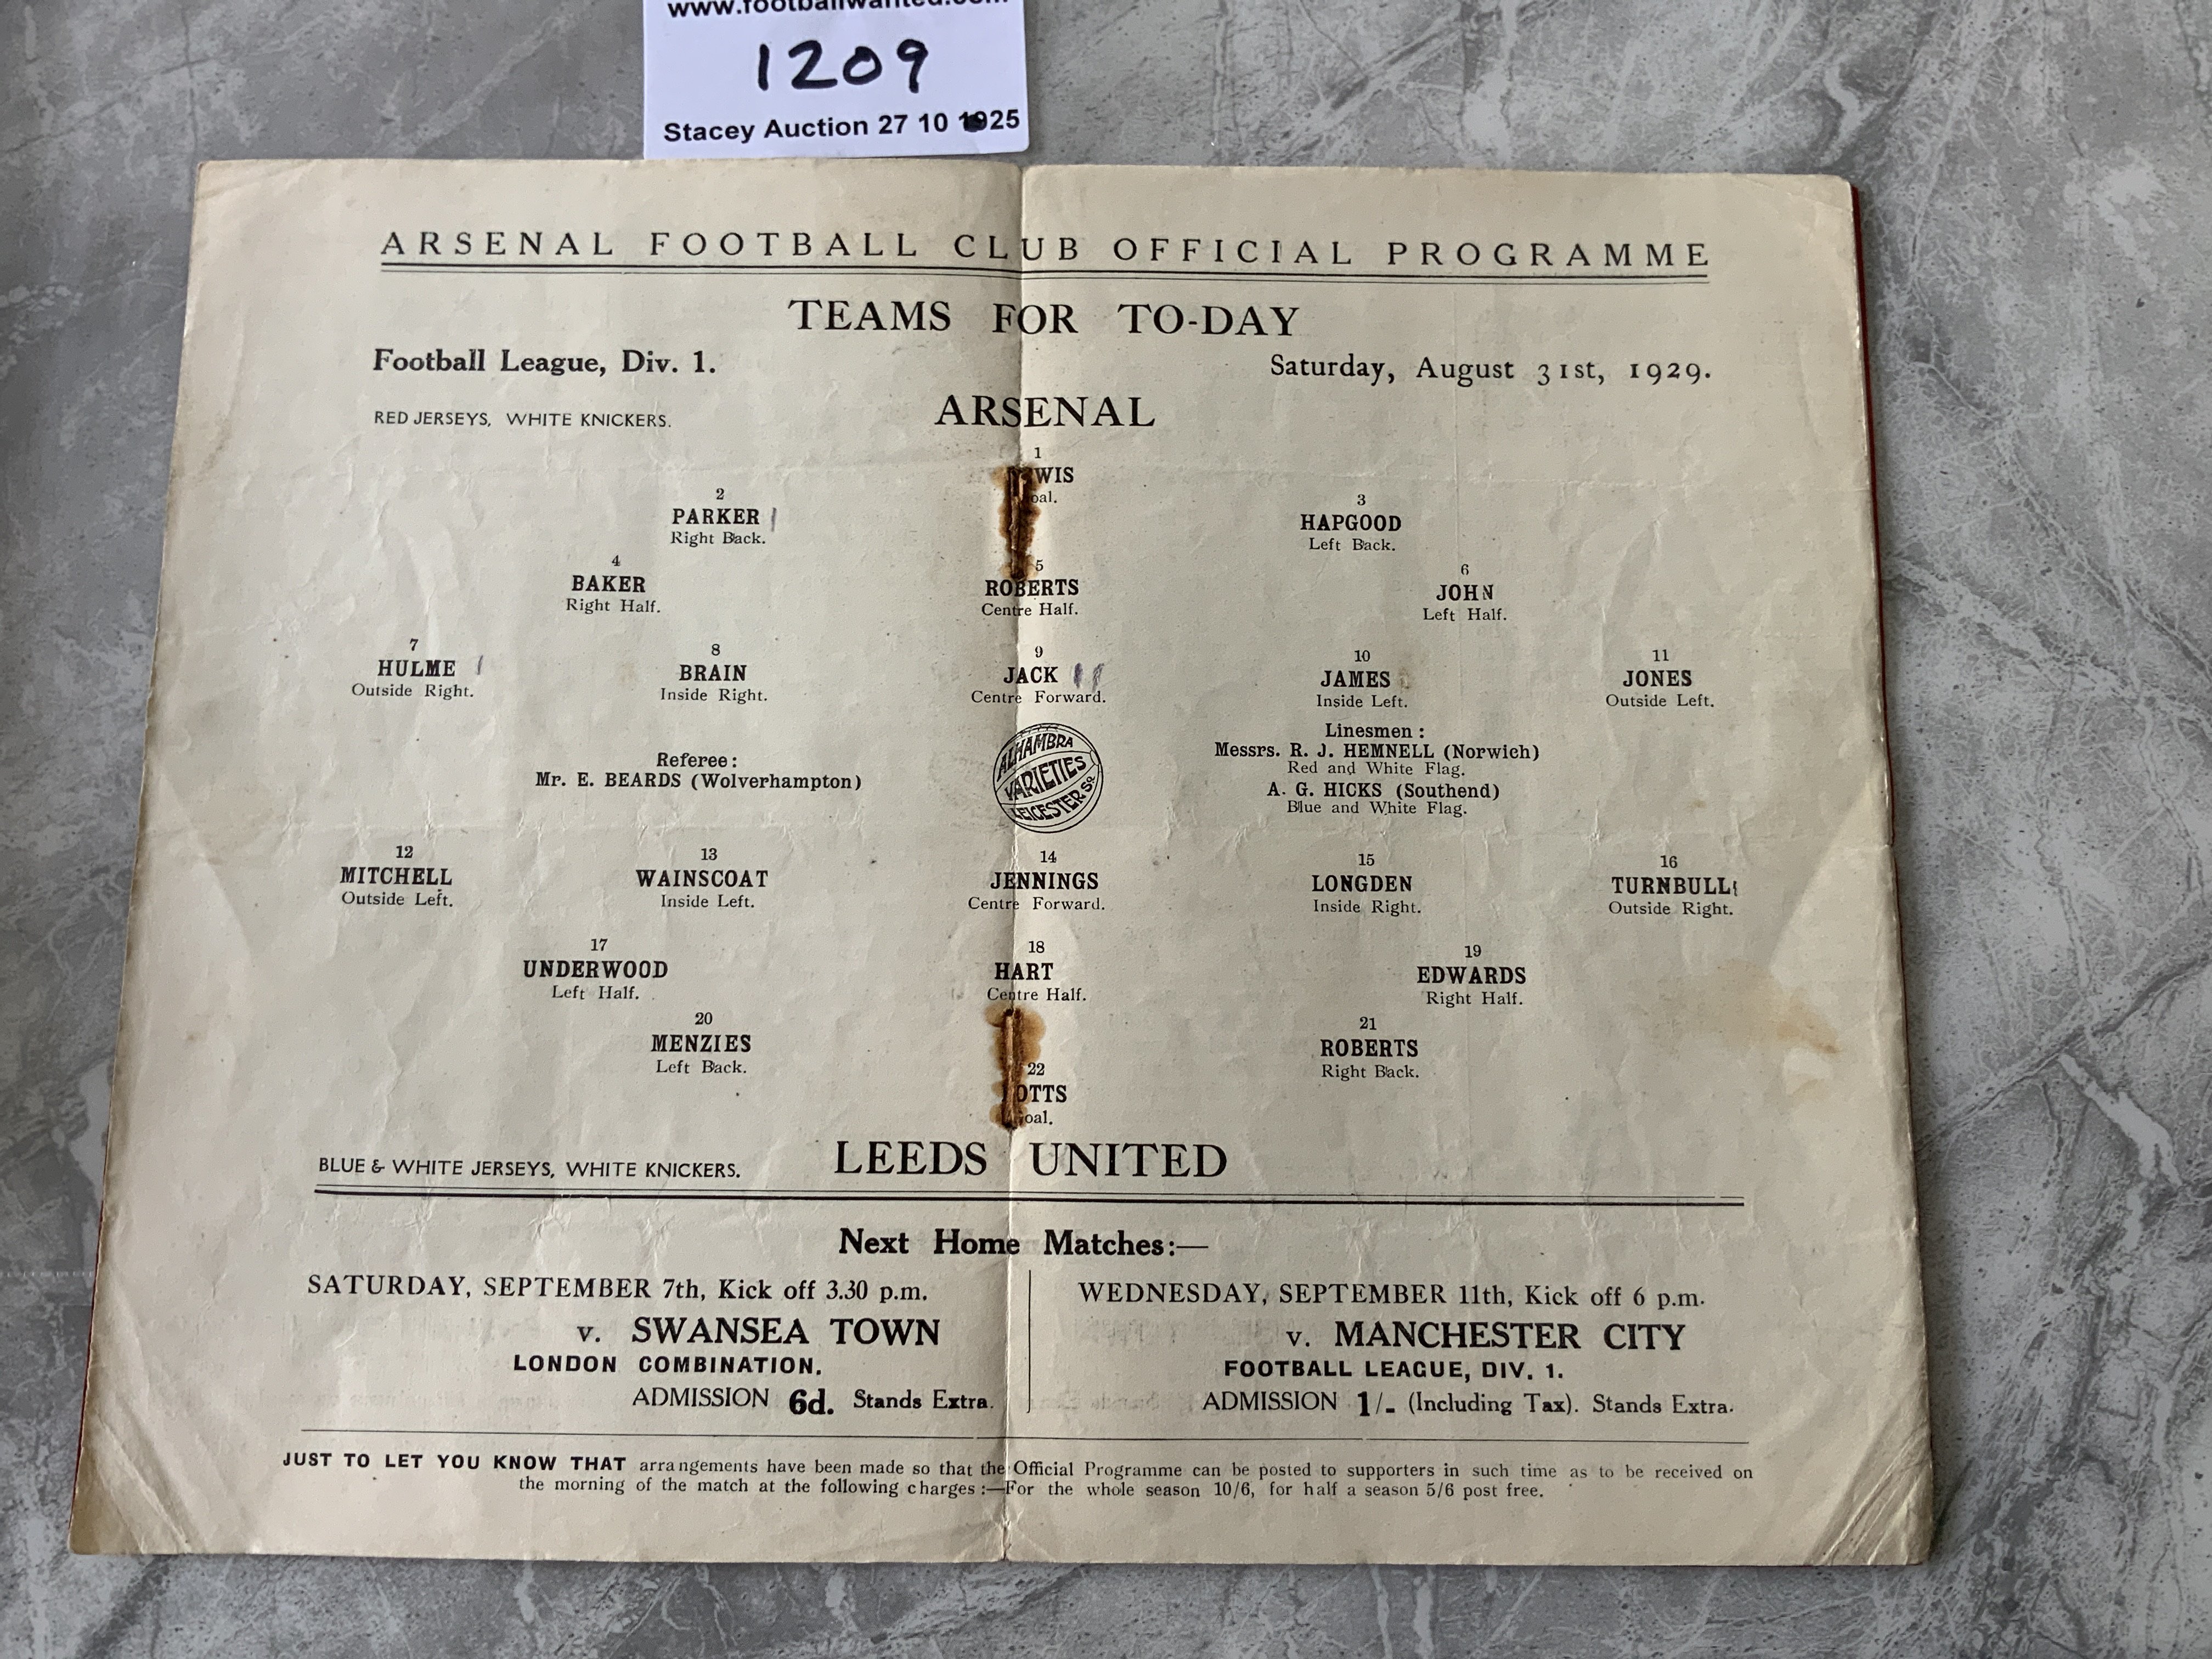 www.footballwanted.com
1209
Stacey Auction 27 10 1925
ARSENAL FOOTBALL CLUB OFFICIAL PROGRAMME
TEAMS FOR TO-DAY
Football League, Div. 1. Saturday, August 31st, 1929.
RED JERSEYS, WHITE KNICKERS. ARSENAL
1
2 3
PARKER HAPGOOD
Right Back. Left Back.
4 5 6
BAKER ROBERTS JOHN
Right Half. Centre Half. Left Half.
7 8 9 10 11
HULME BRAIN JACK JAMES JONES
Outside Right. Inside Right. Centre Forward. Inside Left. Outside Left.
Referee:
Mr. E. BEARDS (Wolverhampton)
ALHAMBRA
VARIETIES
LEICESTER SQ
Linesmen:
Messrs. R. J. HEMNELL (Norwich)
Red and White Flag.
A. G. HICKS (Southend)
Blue and White Flag.
12 13 14 15 16
MITCHELL WAINSCOAT JENNINGS LONGDEN TURNBULL
Outside Left. Inside Left. Centre Forward. Inside Right. Outside Right.
17 18 19
UNDERWOOD HART EDWARDS
Left Half. Centre Half. Right Half.
20 21
MENZIES ROBERTS
Left Back. Right Back.
22
BLUE & WHITE JERSEYS, WHITE KNICKERS. LEEDS UNITED
Next Home Matches:—
SATURDAY, SEPTEMBER 7th, Kick off 3.30 p.m.
v. SWANSEA TOWN
LONDON COMBINATION.
ADMISSION 6d. Stands Extra.
WEDNESDAY, SEPTEMBER 11th, Kick off 6 p.m.
v. MANCHESTER CITY
FOOTBALL LEAGUE, DIV. 1.
ADMISSION 1/- (Including Tax). Stands Extra.
JUST TO LET YOU KNOW THAT arrangements have been made so that the Official Programme can be posted to supporters in such time as to be received on
the morning of the match at the following charges:—For the whole season 10/6, for half a season 5/6 post free.